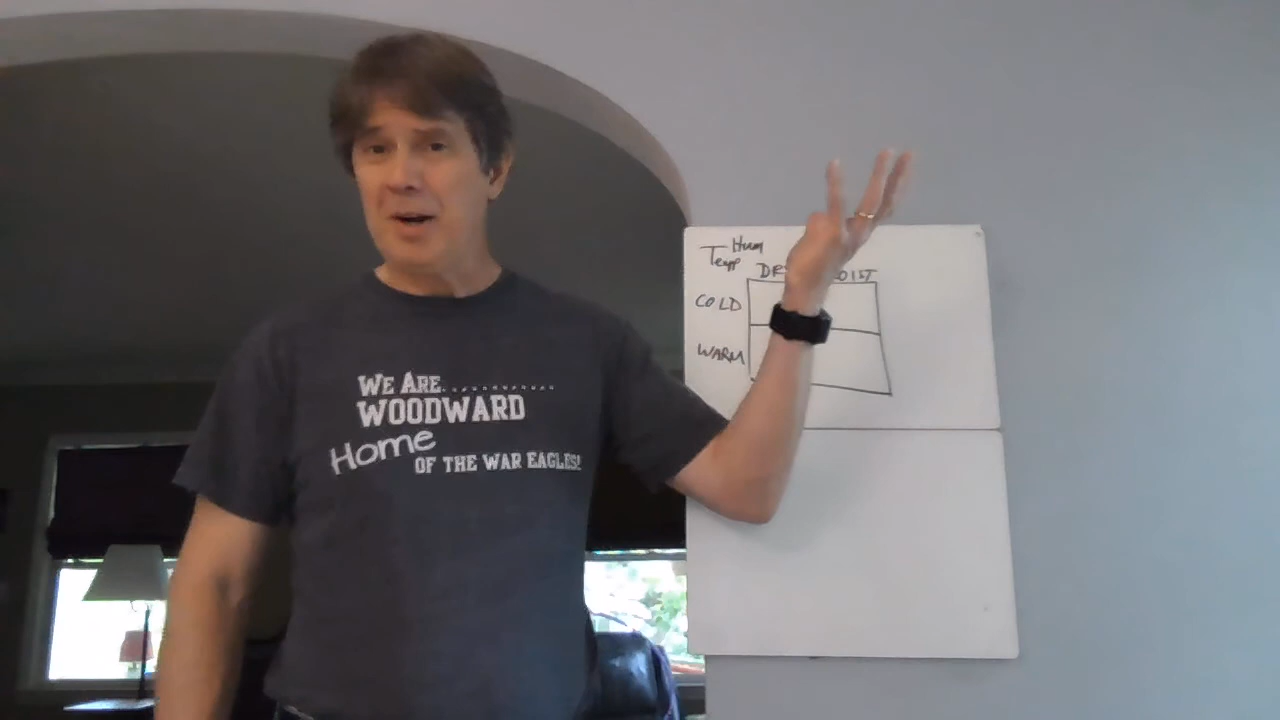 WE ARE..............
WOODWARD
Home
OF THE WAR EAGLES!
Hum
Temp
COLD
WARM